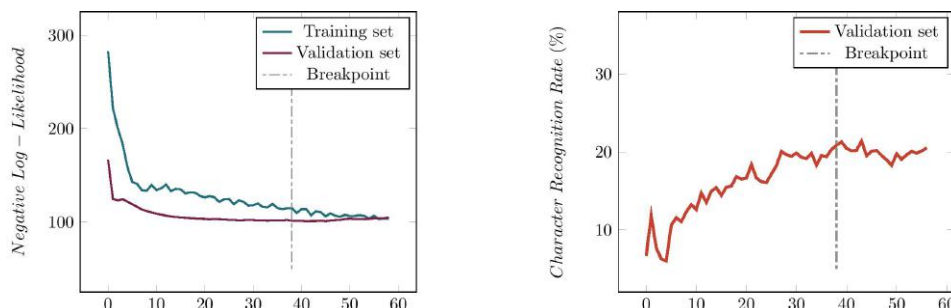 Negative Log − Likelihood
300
200
100
0
10
20
30
40
50
60
Training set
Validation set
Breakpoint
Character Recognition Rate (%)
30
20
10
0
10
20
30
40
50
60
Validation set
Breakpoint